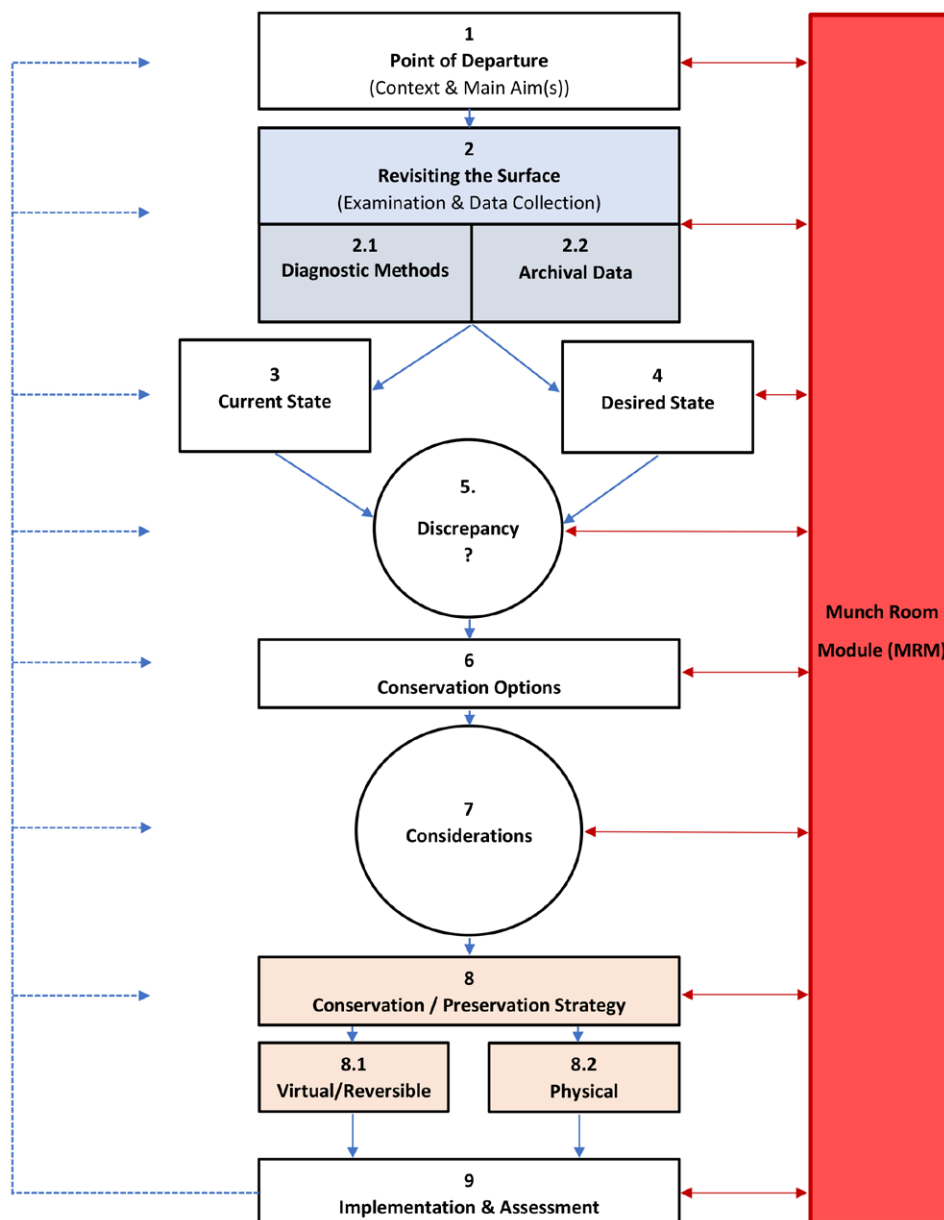 1
Point of Departure
(Context & Main Aim(s))
2
Revisiting the Surface
(Examination & Data Collection)
2.1
Diagnostic Methods
2.2
Archival Data
3
Current State
4
Desired State
5.
Discrepancy
?
Munch Room
Module (MRM)
6
Conservation Options
7
Considerations
8
Conservation / Preservation Strategy
8.1
Virtual/Reversible
8.2
Physical
9
Implementation & Assessment